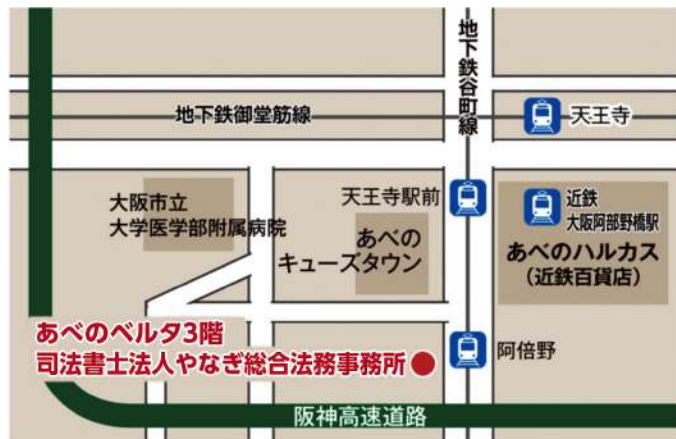 地下鉄谷町線
地下鉄御堂筋線
天王寺
大阪市立
大学医学部附属病院
天王寺駅前
近鉄
大阪阿部野橋駅
あべの
キューズタウン
あべのハルカス
(近鉄百貨店)
あべのベルタ3階
司法書士法人やなぎ総合法務事務所
阿倍野
阪神高速道路